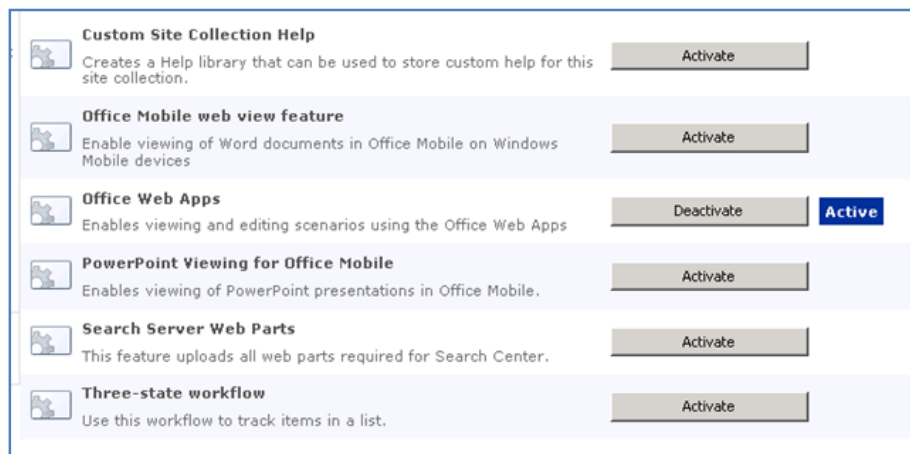 Custom Site Collection Help
Creates a Help library that can be used to store custom help for this
site collection.
Activate
Office Mobile web view feature
Enable viewing of Word documents in Office Mobile on Windows
Mobile devices
Activate
Office Web Apps
Enables viewing and editing scenarios using the Office Web Apps
Deactivate
Active
PowerPoint Viewing for Office Mobile
Enables viewing of PowerPoint presentations in Office Mobile.
Activate
Search Server Web Parts
This feature uploads all web parts required for Search Center.
Activate
Three-state workflow
Use this workflow to track items in a list.
Activate